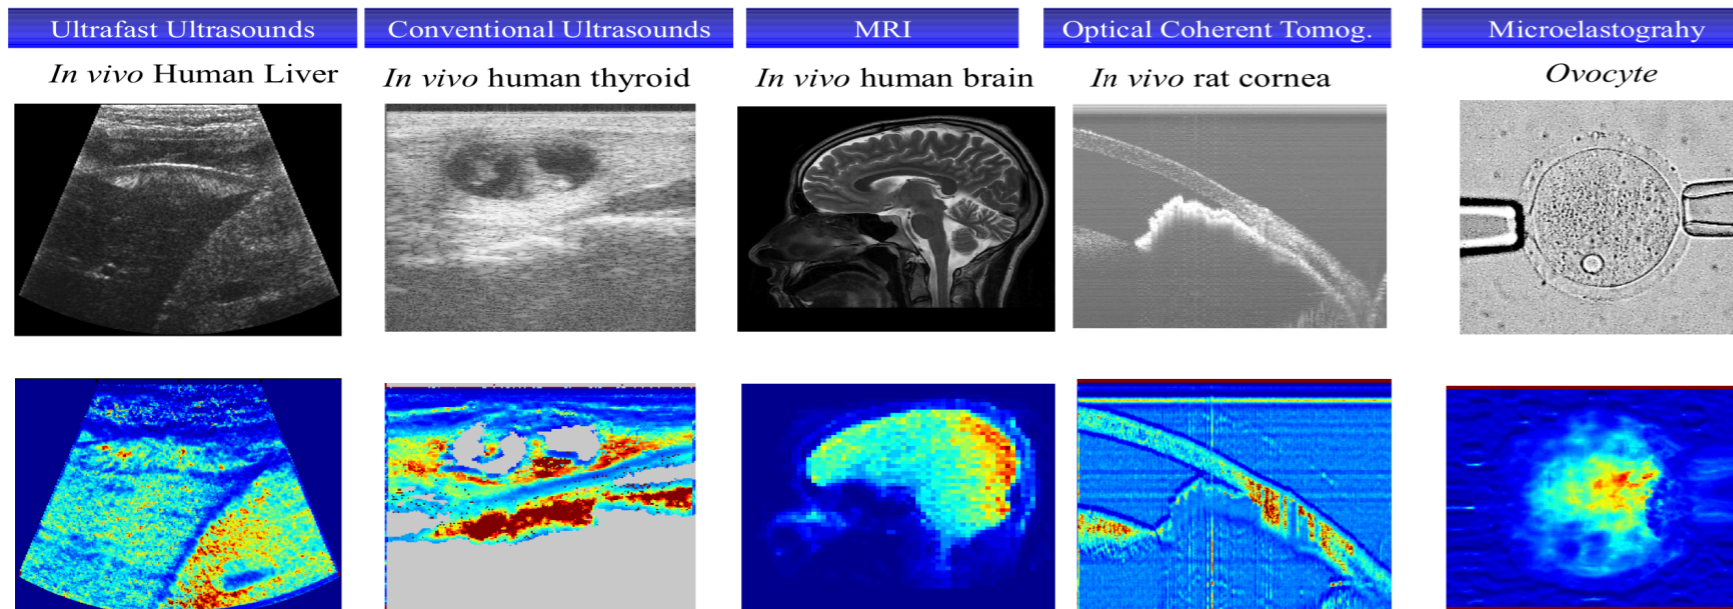 Ultrafast Ultrasounds
Conventional Ultrasounds
MRI
Optical Coherent Tomog.
Microelastograhy
In vivo Human Liver
In vivo human thyroid
In vivo human brain
In vivo rat cornea
Ovocyte